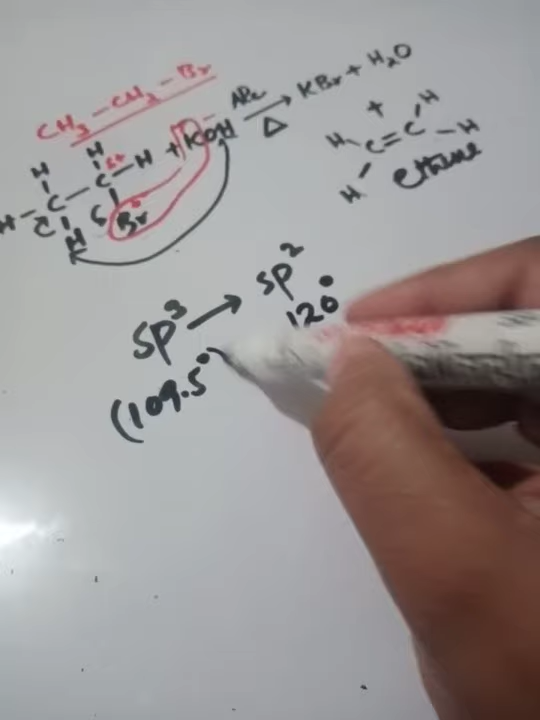 CH3 - CH2 - Br
H H
H - C - C - H + KOH Alc → Δ KBr + H2O
H Br
δ+
+
H H
C = C
H H
ethene
sp³ → sp²
(109.5° 120°